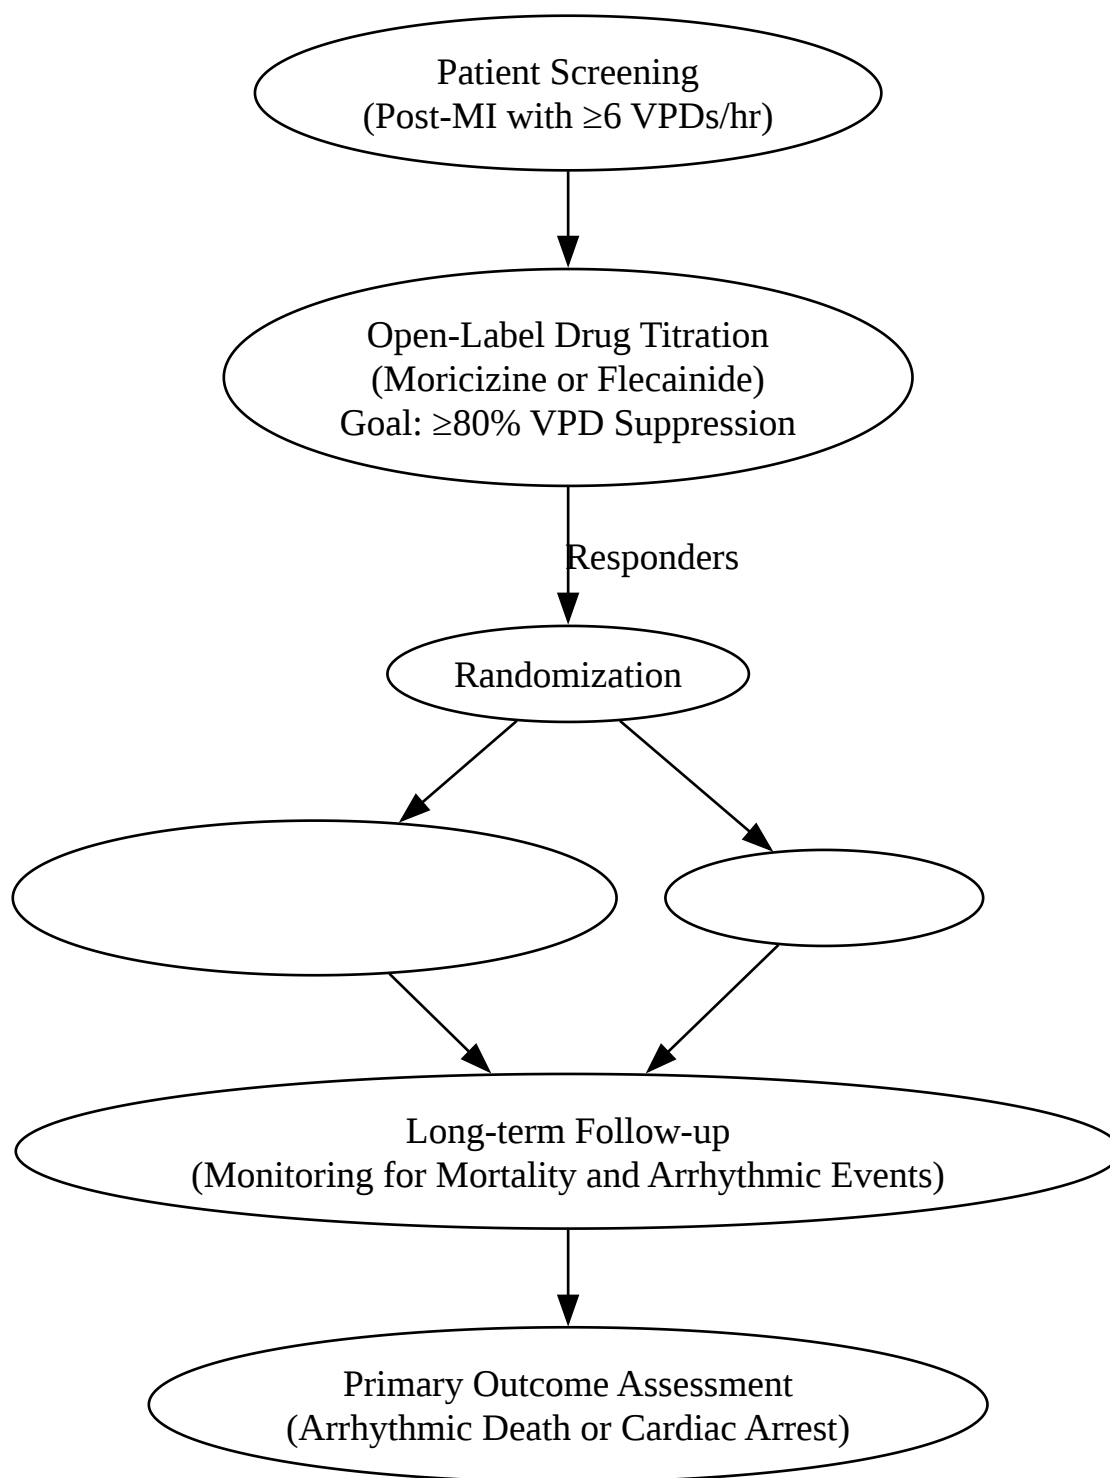 Patient Screening
(Post-MI with ≥6 VPDs/hr)
Open-Label Drug Titration
(Moricizine or Flecainide)
Goal: ≥80% VPD Suppression
Responders
Randomization
Long-term Follow-up
(Monitoring for Mortality and Arrhythmic Events)
Primary Outcome Assessment
(Arrhythmic Death or Cardiac Arrest)